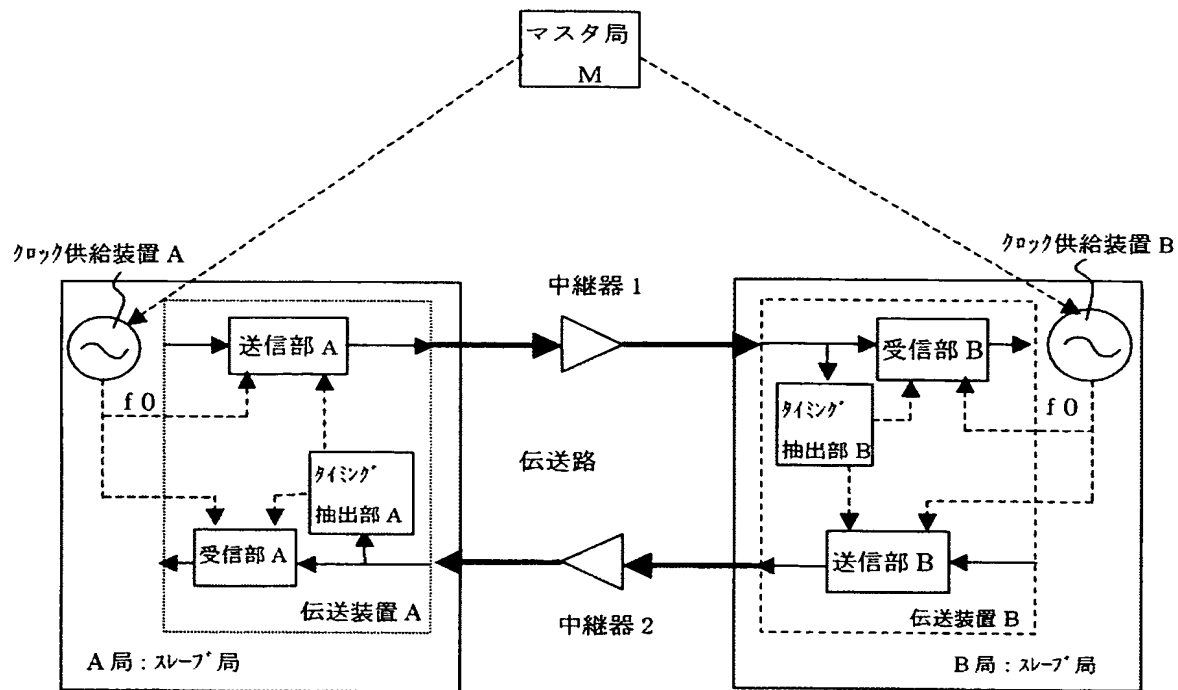 マスタ局
M
クロック供給装置 A
クロック供給装置 B
中継器 1
送信部 A
受信部 B
f 0
f 0
タイミング
抽出部 B
伝送路
タイミング
抽出部 A
受信部 A
送信部 B
伝送装置 A
伝送装置 B
中継器 2
A 局 : スレーブ局
B 局 : スレーブ局